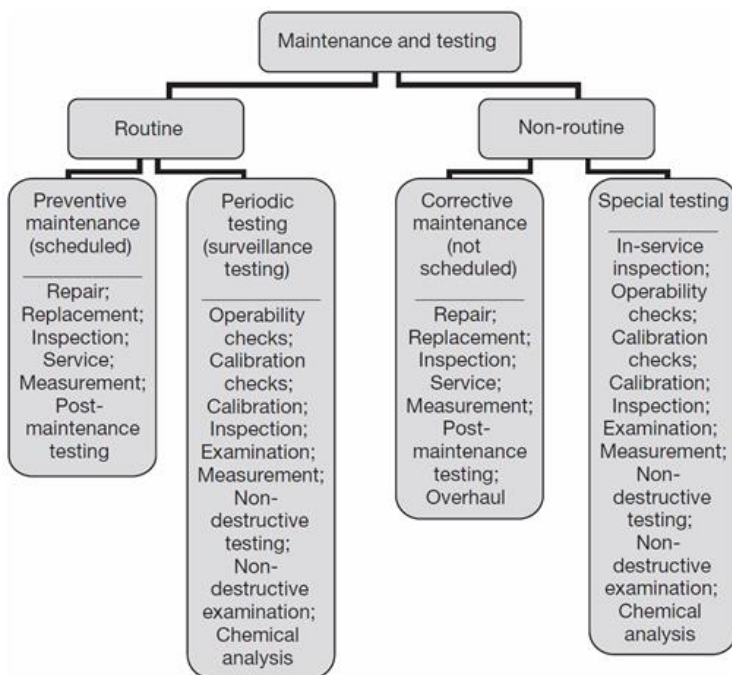 Maintenance and testing
Routine
Non-routine
Preventive
maintenance
(scheduled)
Repair;
Replacement;
Inspection;
Service;
Measurement;
Post-
maintenance
testing
Periodic
testing
(surveillance
testing)
Operability
checks;
Calibration
checks;
Calibration;
Inspection;
Examination;
Measurement;
Non-
destructive
testing;
Non-
destructive
examination;
Chemical
analysis
Corrective
maintenance
(not
scheduled)
Repair;
Replacement;
Inspection;
Service;
Measurement;
Post-
maintenance
testing;
Overhaul
Special testing
In-service
inspection;
Operability
checks;
Calibration
checks;
Calibration;
Inspection;
Examination;
Measurement;
Non-
destructive
testing;
Non-
destructive
examination;
Chemical
analysis